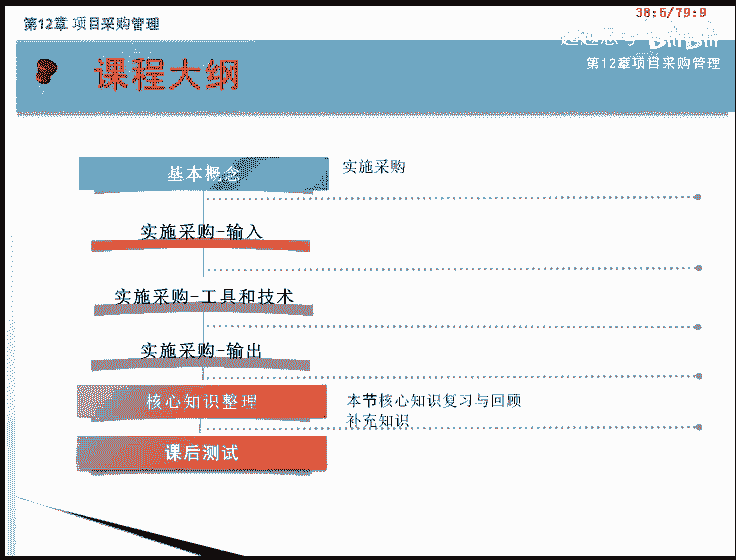 第12章 项目采购管理
38:6/79:9
第12章项目采购管理
课程大纲
基本概念
实施采购
实施采购-输入
实施采购-工具和技术
实施采购-输出
核心知识整理
本节核心知识复习与回顾
补充知识
课后测试